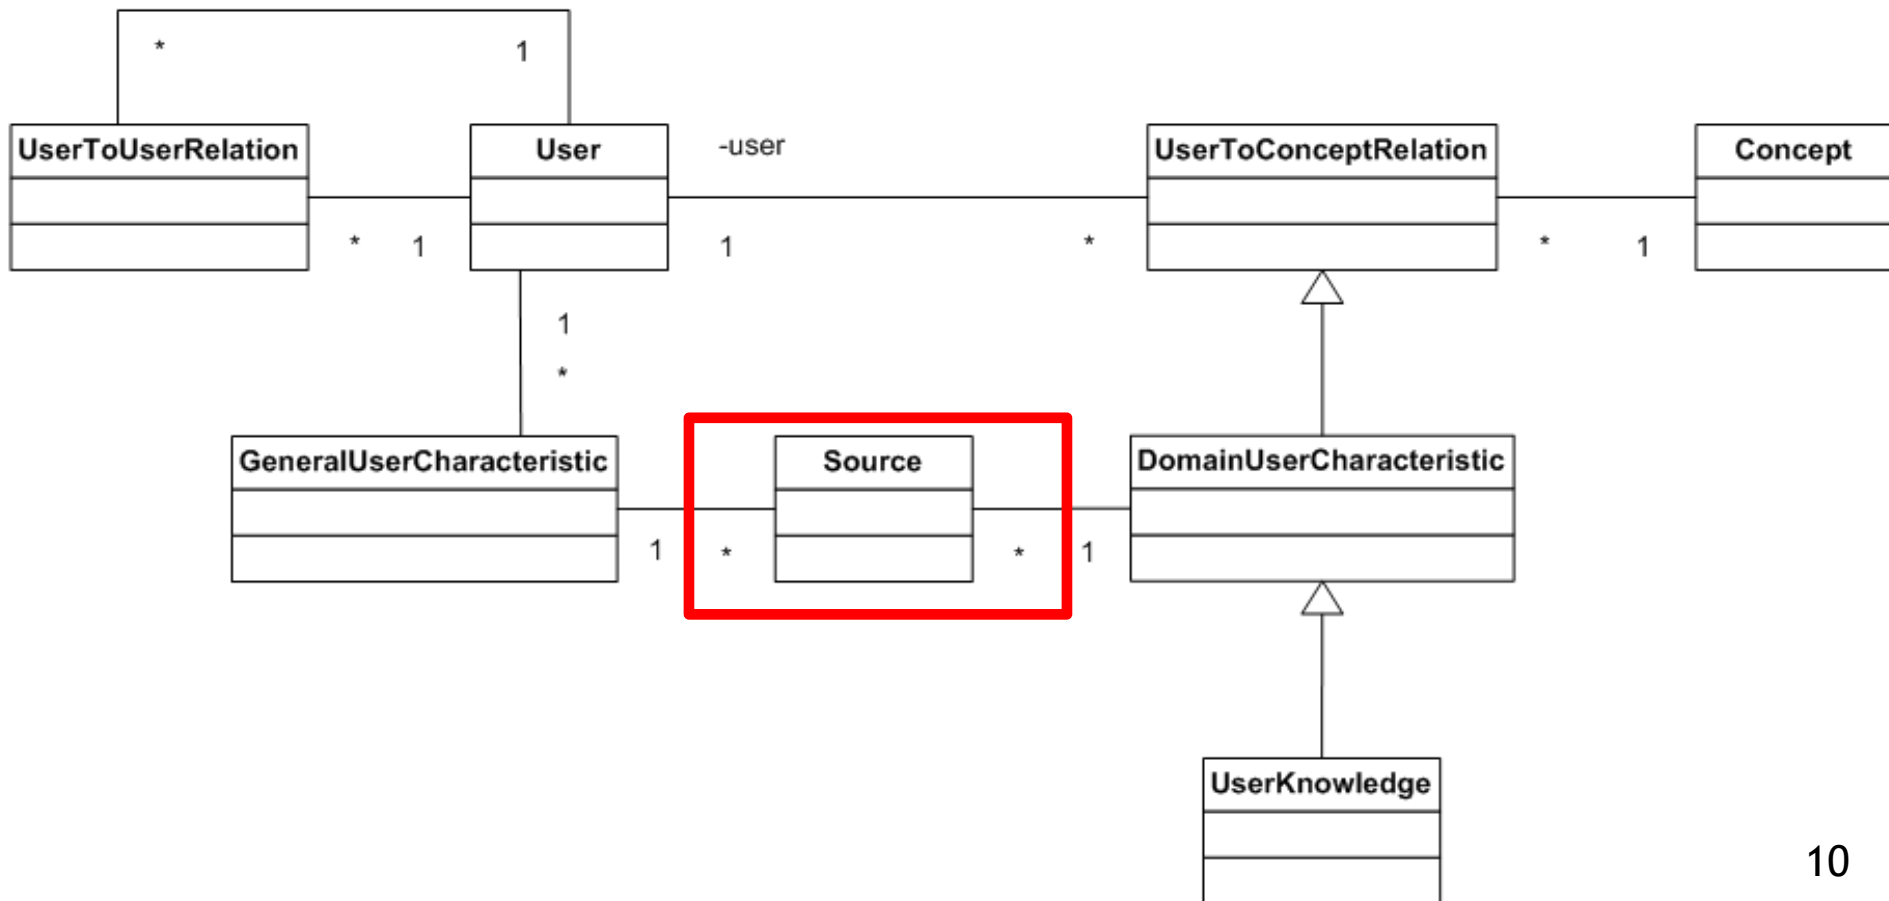 * 1
UserToUserRelation User -user UserToConceptRelation Concept
* 1 1 * * 1
1
*
GeneralUserCharacteristic Source DomainUserCharacteristic
1 * * 1
UserKnowledge
10